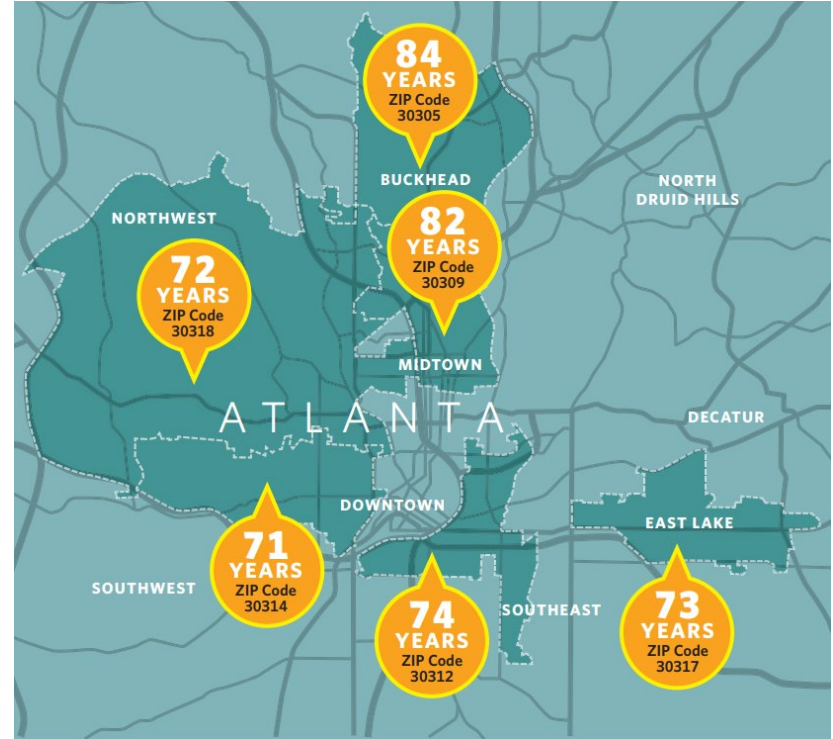 84
YEARS
ZIP Code
30305
BUCKHEAD
NORTH
DRUID HILLS
NORTHWEST
82
YEARS
ZIP Code
30309
72
YEARS
ZIP Code
30318
MIDTOWN
ATLANTA
DECATUR
DOWNTOWN
EAST LAKE
71
YEARS
ZIP Code
30314
SOUTHWEST
74
YEARS
ZIP Code
30312
SOUTHEAST
73
YEARS
ZIP Code
30317